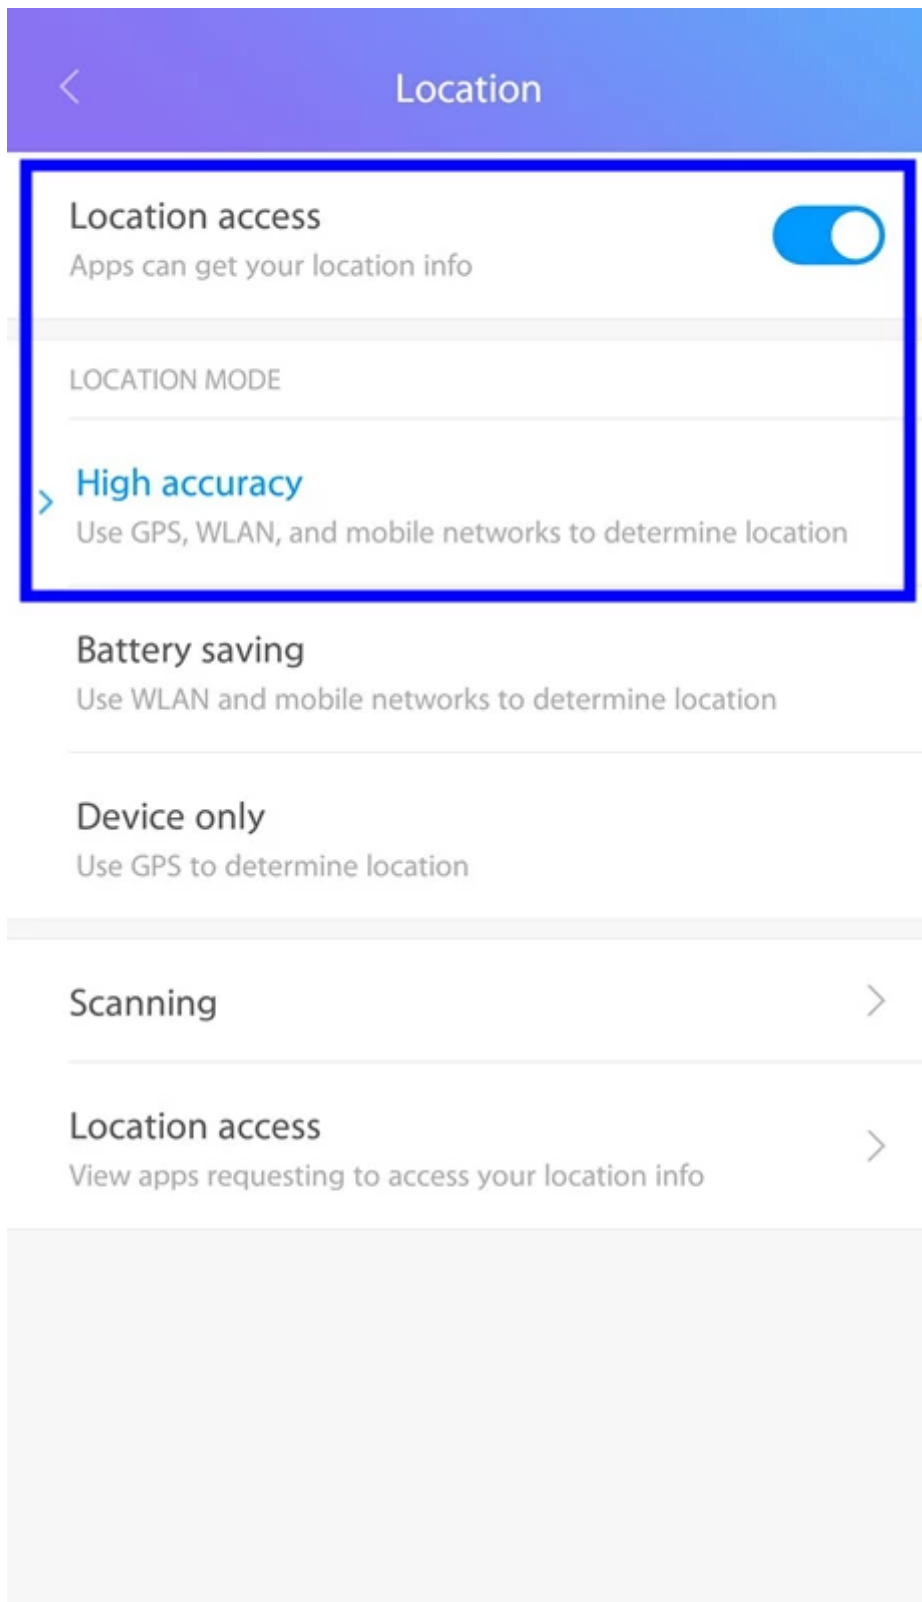 Location
Location access
Apps can get your location info
LOCATION MODE
High accuracy
Use GPS, WLAN, and mobile networks to determine location
Battery saving
Use WLAN and mobile networks to determine location
Device only
Use GPS to determine location
Scanning
Location access
View apps requesting to access your location info